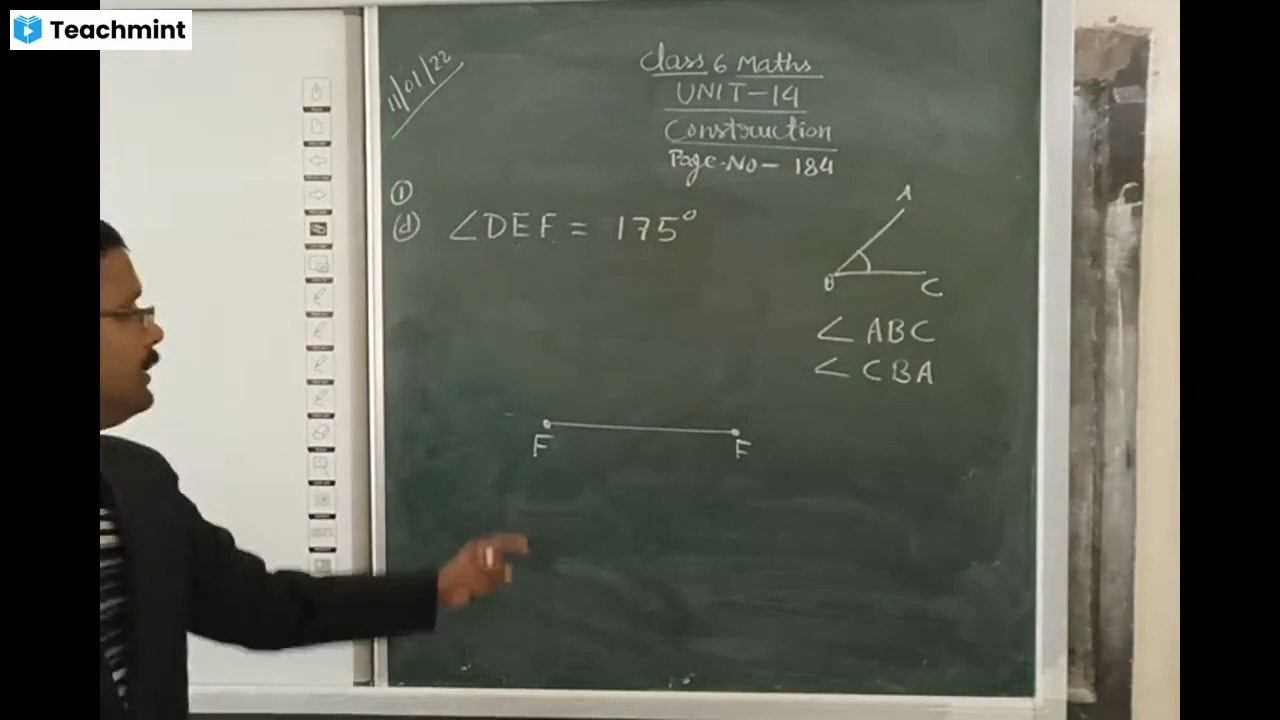 Teachmint
11/01/22
Class 6 Maths
UNIT-14
Construction
Page-No- 184
①
ⓓ ∠DEF = 175°
A
B
C
∠ABC
∠CBA
F
F